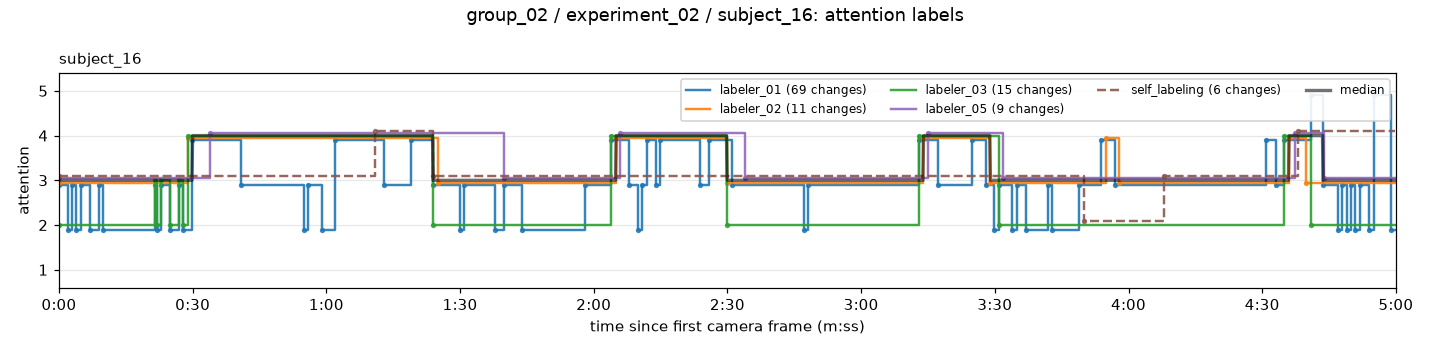 group_02 / experiment_02 / subject_16: attention labels
subject_16
labeler_01 (69 changes)
labeler_02 (11 changes)
labeler_03 (15 changes)
labeler_05 (9 changes)
self_labeling (6 changes)
median
attention
5
4
3
2
1
0:00 0:30 1:00 1:30 2:00 2:30 3:00 3:30 4:00 4:30 5:00
time since first camera frame (m:ss)